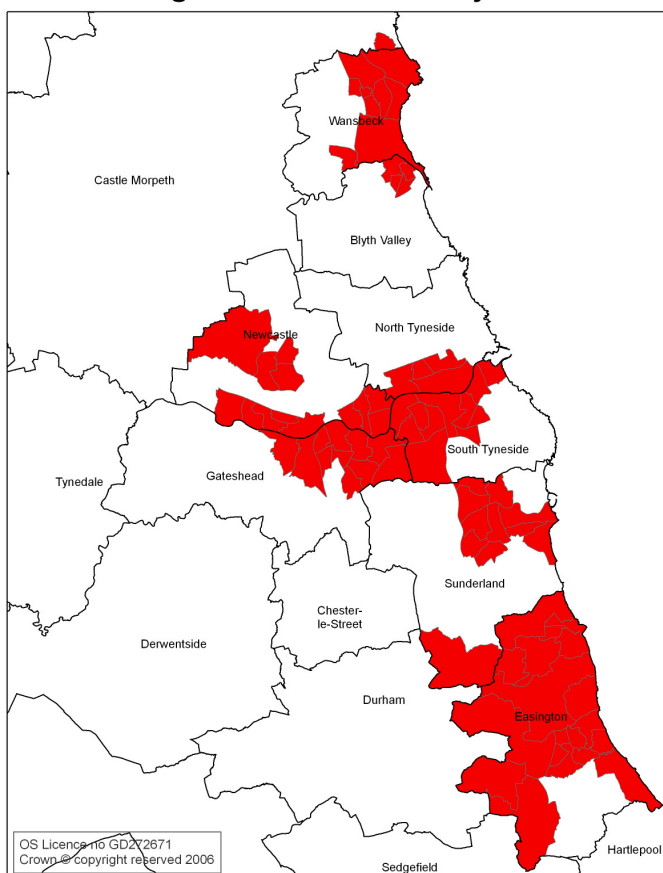 Wansbeck
Castle Morpeth
Blyth Valley
North Tyneside
Newcastle
South Tyneside
Gateshead
Tynedale
Sunderland
Chester-
le-Street
Derwentside
Durham
Easington
OS Licence no GD272671
Crown © copyright reserved 2006
Hartlepool
Sedgefield